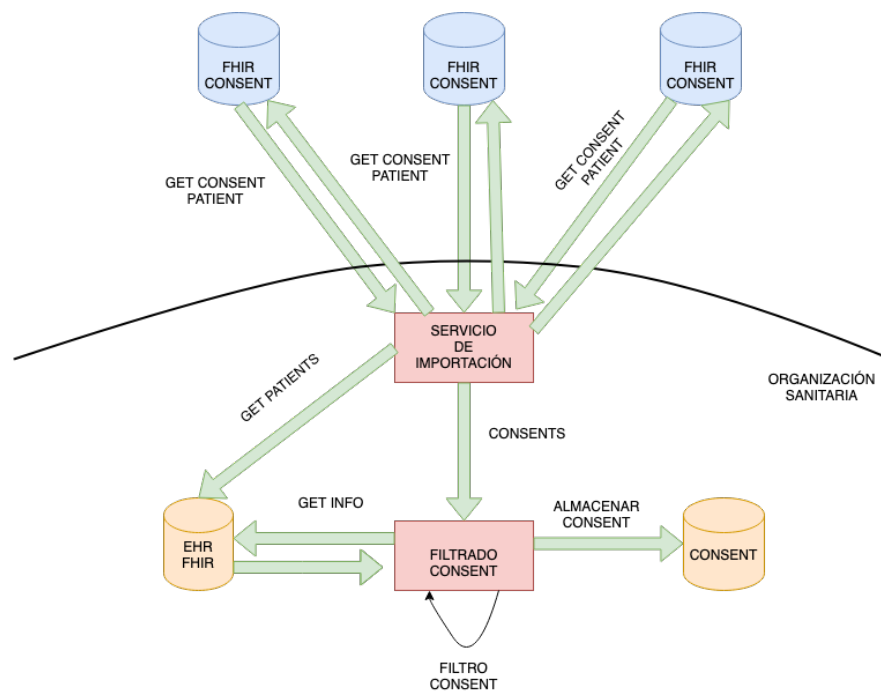 FHIR
CONSENT
FHIR
CONSENT
FHIR
CONSENT
GET CONSENT
PATIENT
GET CONSENT
PATIENT
GET CONSENT
PATIENT
SERVICIO
DE
IMPORTACIÓN
ORGANIZACIÓN
SANITARIA
GET PATIENTS
CONSENTS
GET INFO
ALMACENAR
CONSENT
EHR
FHIR
FILTRADO
CONSENT
CONSENT
FILTRO
CONSENT